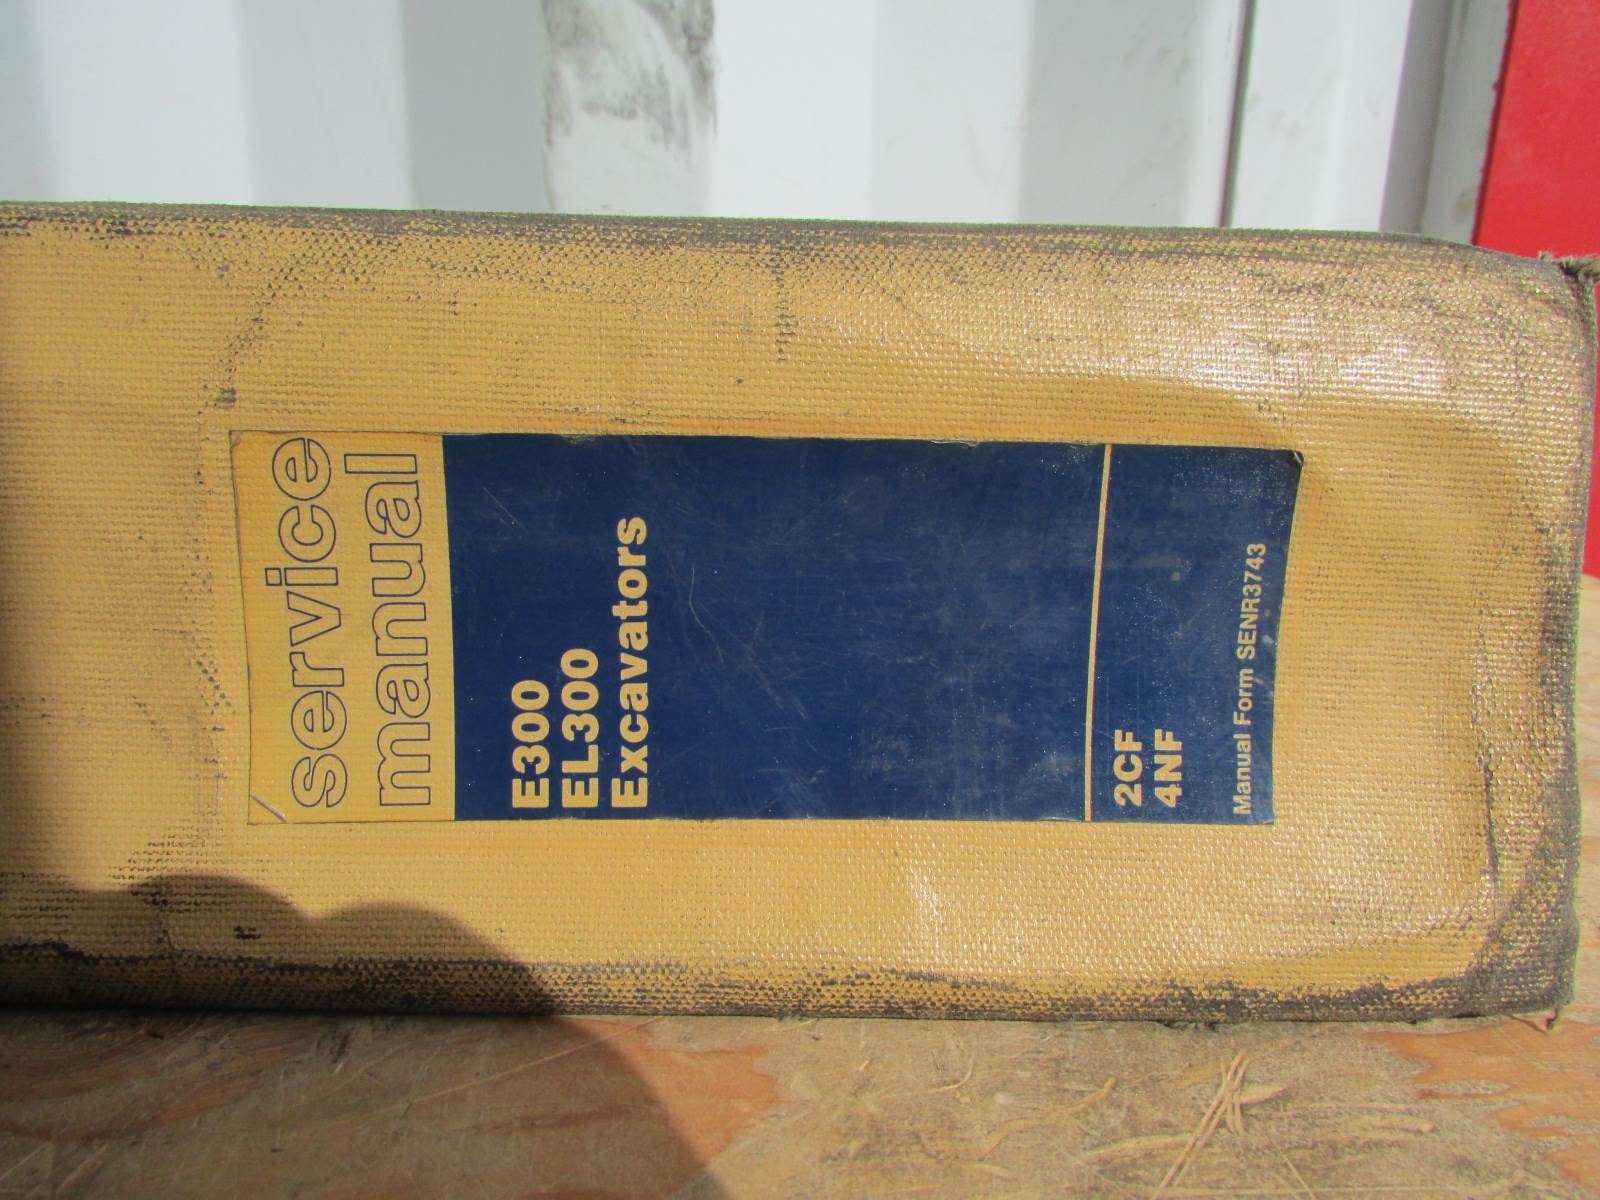 service
manual
E300
EL300
Excavators
2CF
4NF
Manual Form SENR3743